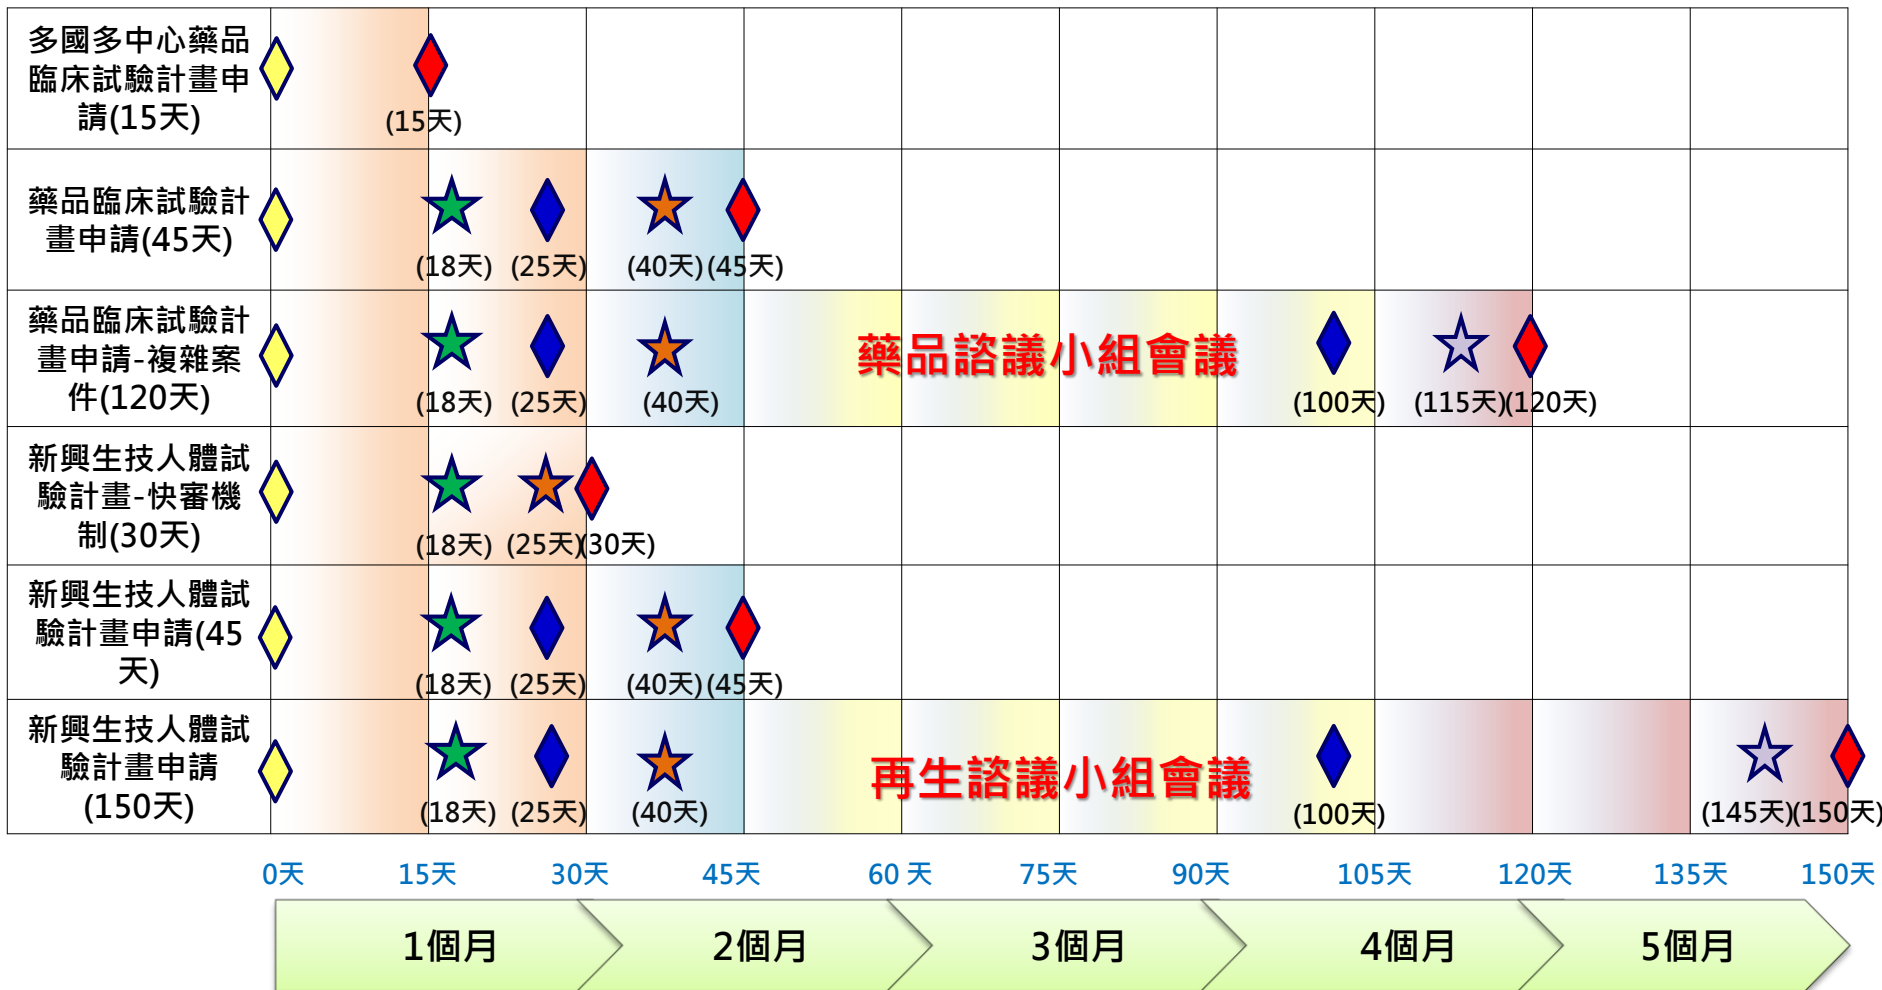 多國多中心藥品
臨床試驗計畫申
請(15天)
(15天)
藥品臨床試驗計
畫申請(45天)
(18天)
(25天)
(40天)
(45天)
藥品臨床試驗計
畫申請-複雜案
件(120天)
(18天)
(25天)
(40天)
藥品諮議小組會議
(100天)
(115天)
(120天)
新興生技人體試
驗計畫-快審機
制(30天)
(18天)
(25天)
(30天)
新興生技人體試
驗計畫申請(45
天)
(18天)
(25天)
(40天)
(45天)
新興生技人體試
驗計畫申請
(150天)
(18天)
(25天)
(40天)
再生諮議小組會議
(100天)
(145天)
(150天)
0天
15天
30天
45天
60 天
75天
90天
105天
120天
135天
150天
1個月
2個月
3個月
4個月
5個月